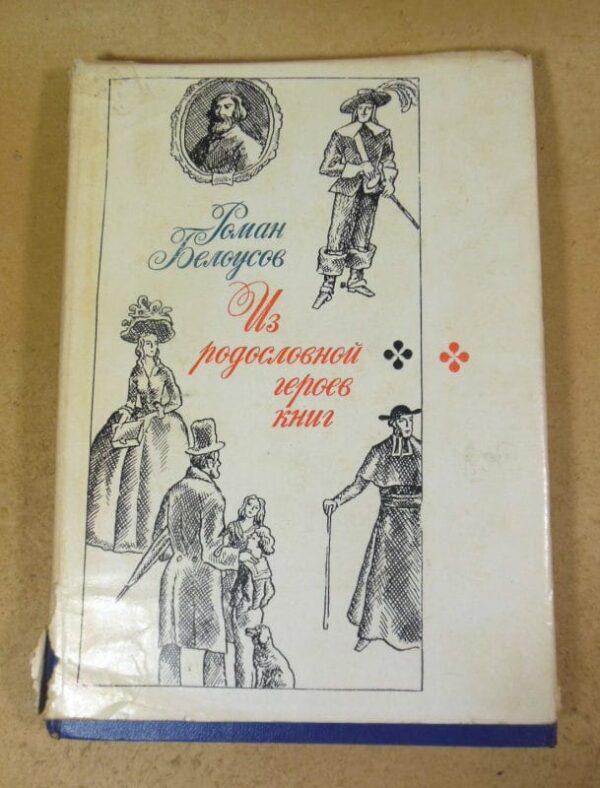 Роман
Белоусов
Из
родословной
героев
книг